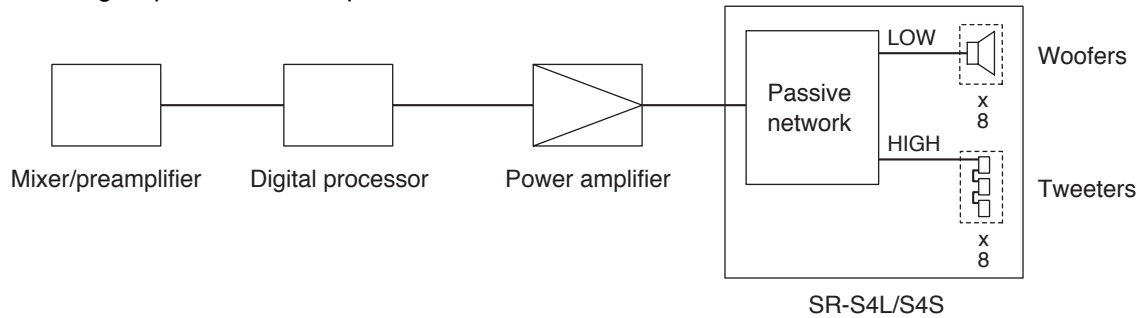 LOW
Woofers
x
8
Passive
network
HIGH
Tweeters
x
8
Mixer/preamplifier
Digital processor
Power amplifier
SR-S4L/S4S